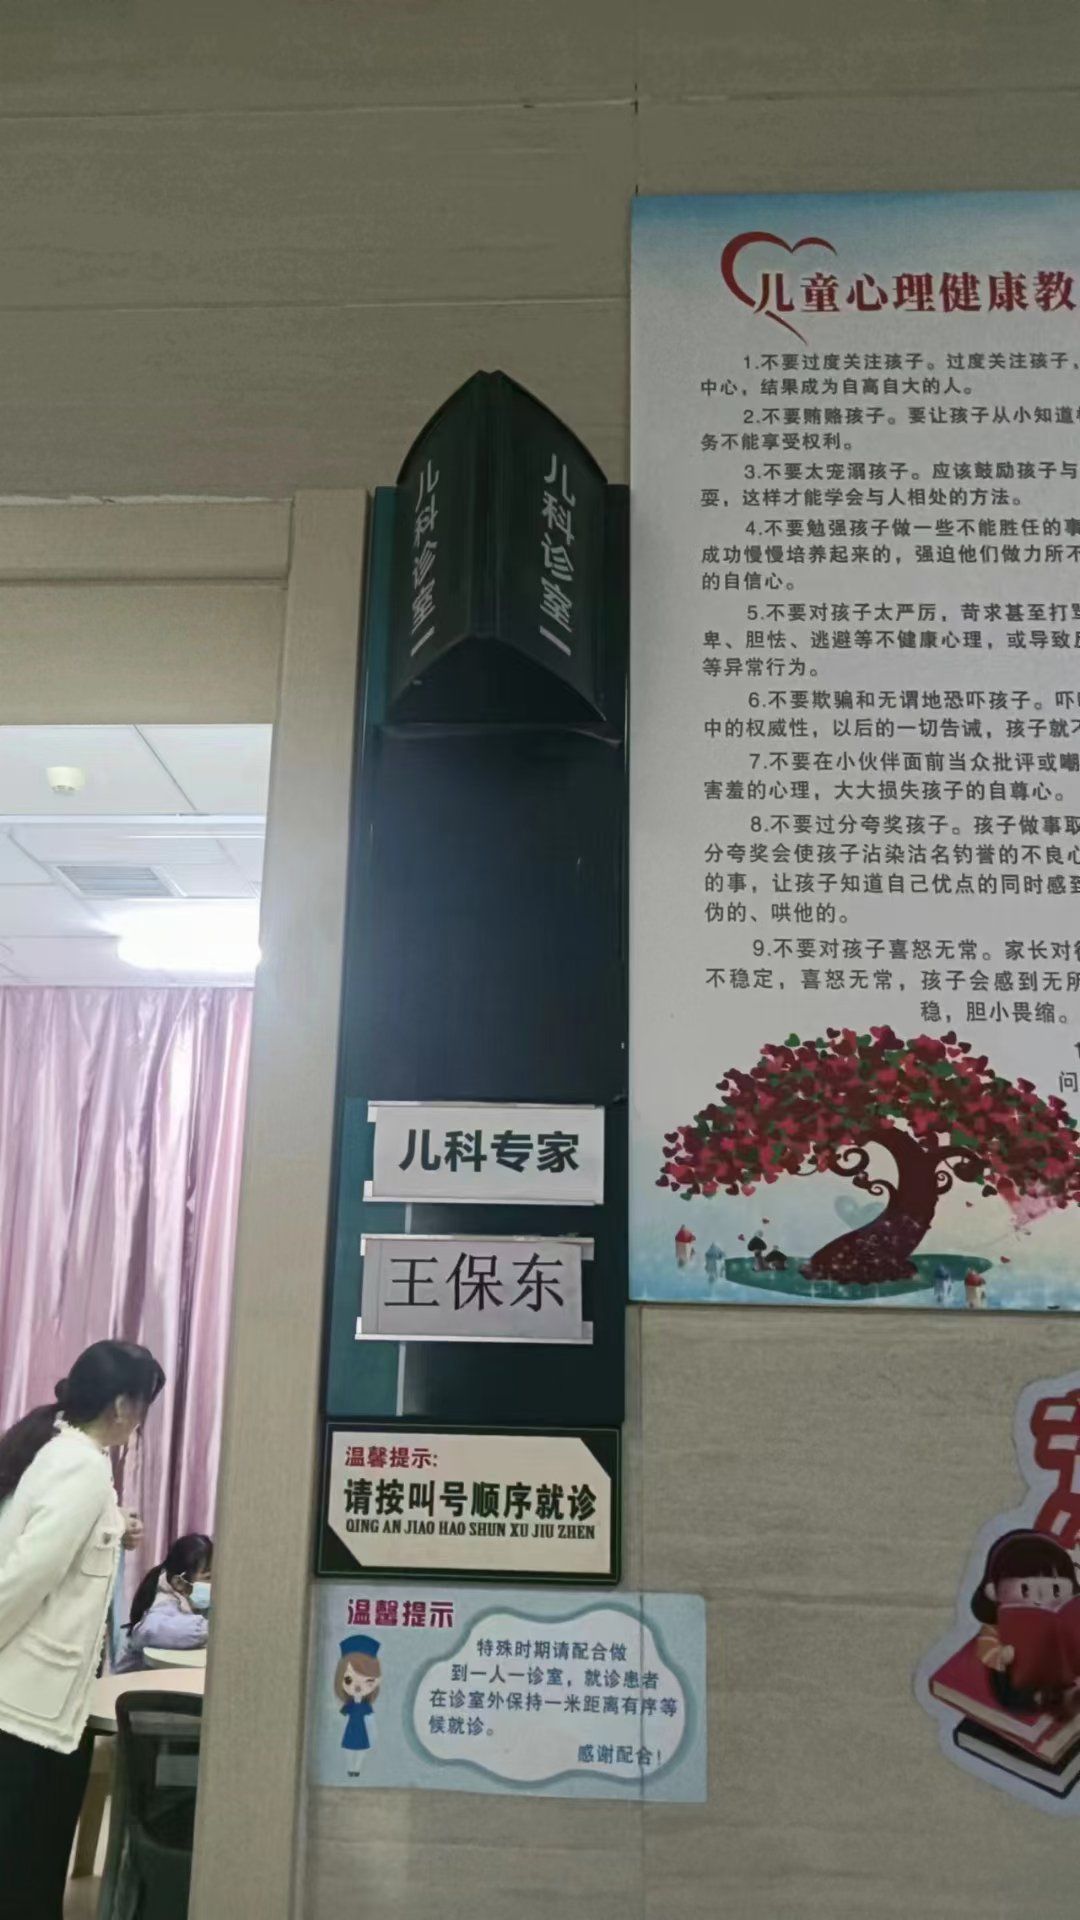 儿科诊室一
儿科诊室一
儿科专家
王保东
温馨提示:
请按叫号顺序就诊
QING AN JIAO HAO SHUN XU JIU ZHEN
温馨提示
特殊时期请配合做
到一人一诊室，就诊患者
在诊室外保持一米距离有序等
候就诊。
感谢配合！
儿童心理健康教
1.不要过度关注孩子。过度关注孩子，
中心，结果成为自高自大的人。
2.不要贿赂孩子。要让孩子从小知道
务不能享受权利。
3.不要太宠溺孩子。应该鼓励孩子与
耍，这样才能学会与人相处的方法。
4.不要勉强孩子做一些不能胜任的事
成功慢慢培养起来的，强迫他们做力所不
的自信心。
5.不要对孩子太严厉，苛求甚至打骂
卑、胆怯、逃避等不健康心理，或导致
等异常行为。
6.不要欺骗和无谓地恐吓孩子。吓
中的权威性，以后的一切告诫，孩子就不
7.不要在小伙伴面前当众批评或嘲
害羞的心理，大大损失孩子的自尊心。
8.不要过分夸奖孩子。孩子做事取
分夸奖会使孩子沾染沽名钓誉的不良心
的事，让孩子知道自己优点的同时感到
伪的、哄他的。
9.不要对孩子喜怒无常。家长对
不稳定，喜怒无常，孩子会感到无所
稳，胆小畏缩。
问